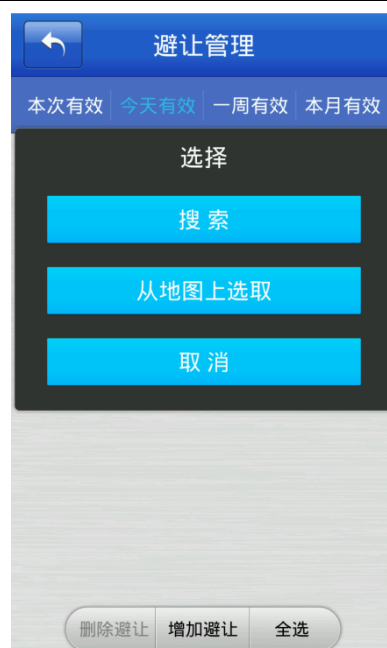 避让管理
本次有效 今天有效 一周有效 本月有效
选择
搜 索
从地图上选取
取 消
删除避让 增加避让 全选